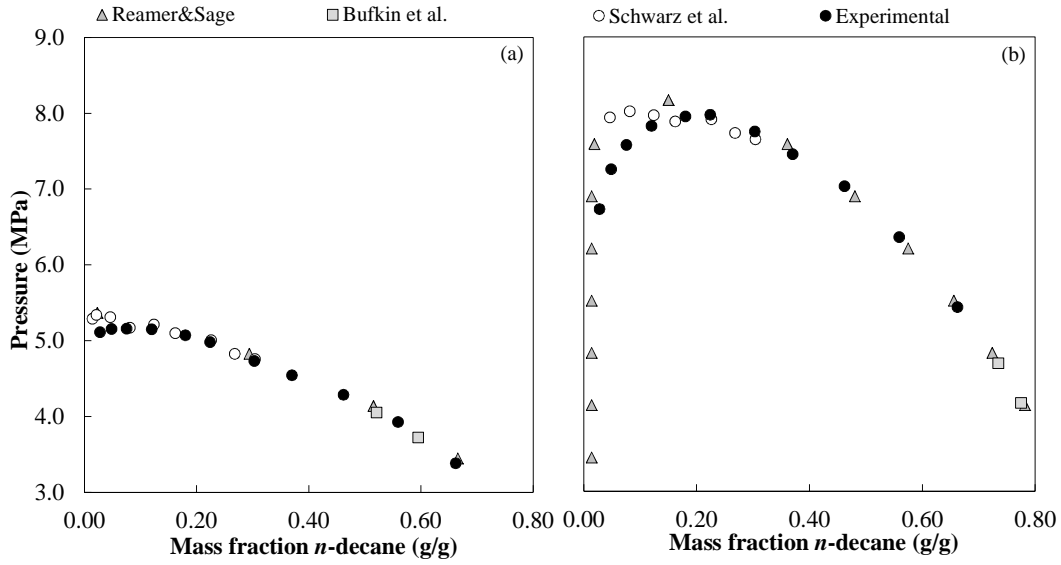 Reamer&Sage
Bufkin et al.
Schwarz et al.
Experimental
(a)
(b)
Pressure (MPa)
9.0
8.0
7.0
6.0
5.0
4.0
3.0
0.00 0.20 0.40 0.60 0.80
0.00 0.20 0.40 0.60 0.80
Mass fraction n-decane (g/g)
Mass fraction n-decane (g/g)